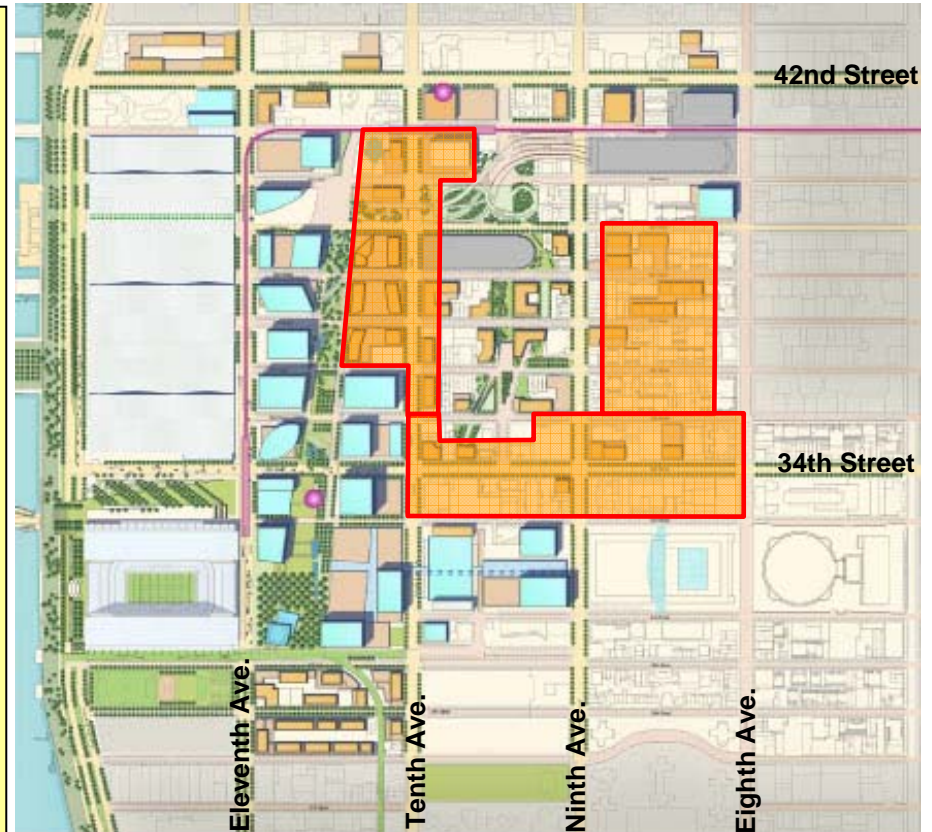 42nd Street
34th Street
Eleventh Ave.
Tenth Ave.
Ninth Ave.
Eighth Ave.